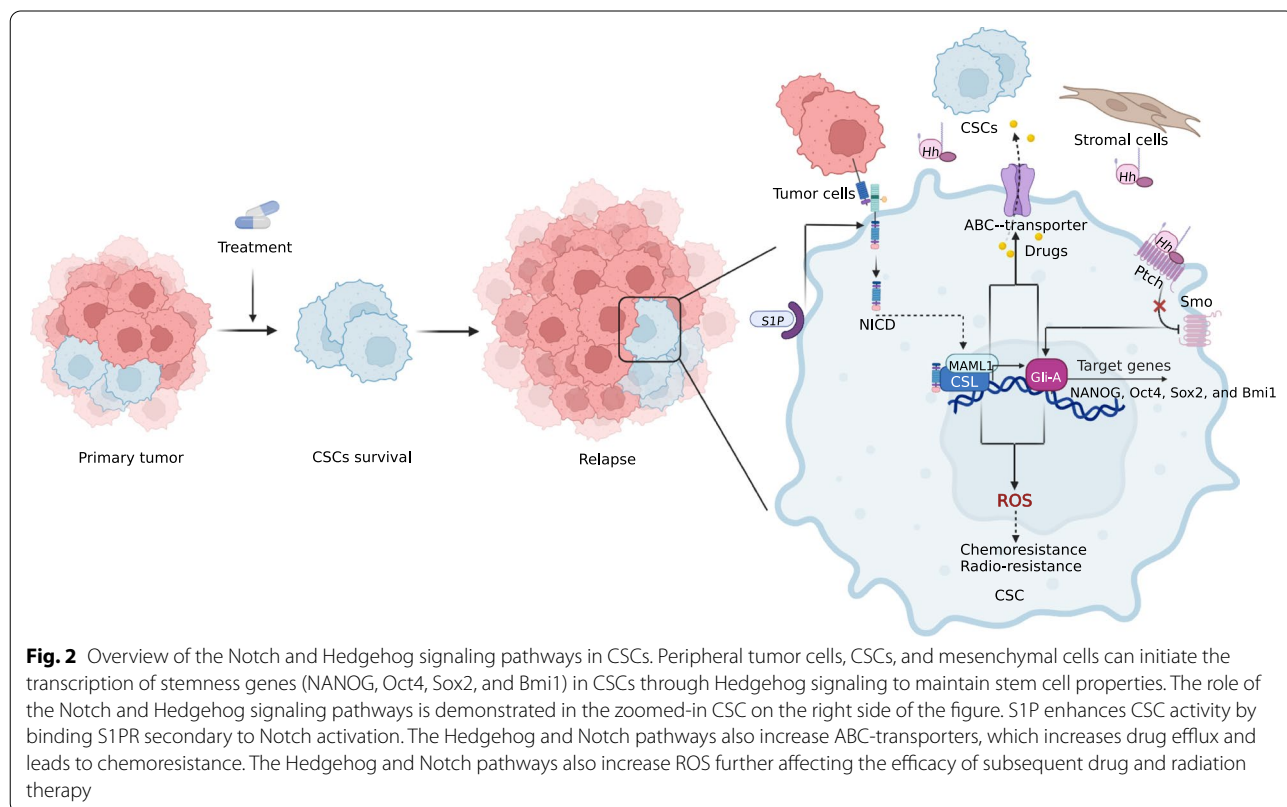 Treatment
Primary tumor
CSCs survival
Relapse
Tumor cells
Hh
CSCs
Stromal cells
Hh
ABC--transporter
Drugs
Hh
Ptch
Smo
S1P
NICD
MAML1
CSL
Gli-A
Target genes
NANOG, Oct4, Sox2, and Bmi1
ROS
Chemoresistance
Radio-resistance
CSC
Fig. 2 Overview of the Notch and Hedgehog signaling pathways in CSCs. Peripheral tumor cells, CSCs, and mesenchymal cells can initiate the
transcription of stemness genes (NANOG, Oct4, Sox2, and Bmi1) in CSCs through Hedgehog signaling to maintain stem cell properties. The role of
the Notch and Hedgehog signaling pathways is demonstrated in the zoomed-in CSC on the right side of the figure. S1P enhances CSC activity by
binding S1PR secondary to Notch activation. The Hedgehog and Notch pathways also increase ABC-transporters, which increases drug efflux and
leads to chemoresistance. The Hedgehog and Notch pathways also increase ROS further affecting the efficacy of subsequent drug and radiation
therapy